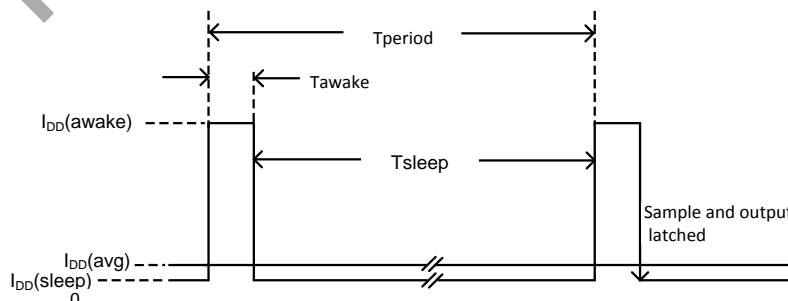 Tperiod
Tawake
IDD(awake)
Tsleep
Sample and output
latched
IDD(avg)
IDD(sleep)
0